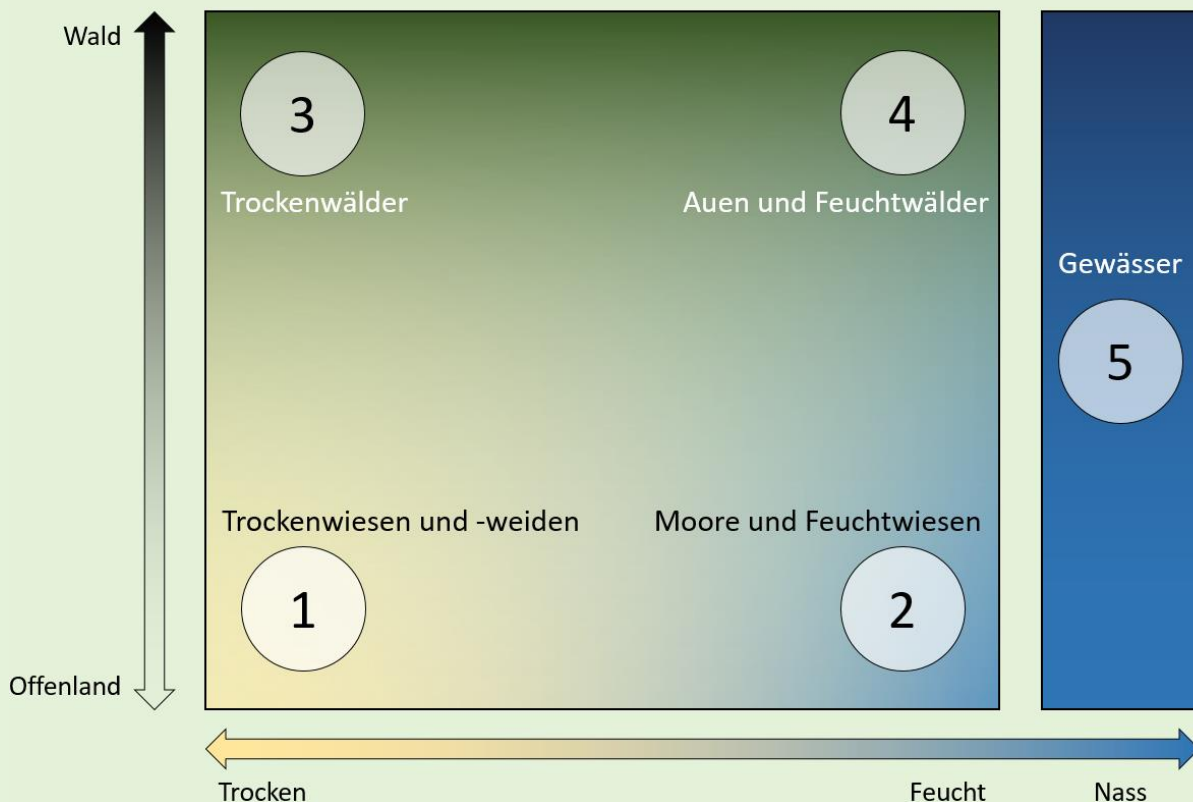 Wald
3
4
Trockenwälder
Auen und Feuchtwälder
Gewässer
5
Trockenwiesen und -weiden
Moore und Feuchtwiesen
1
2
Offenland
Trocken
Feucht
Nass